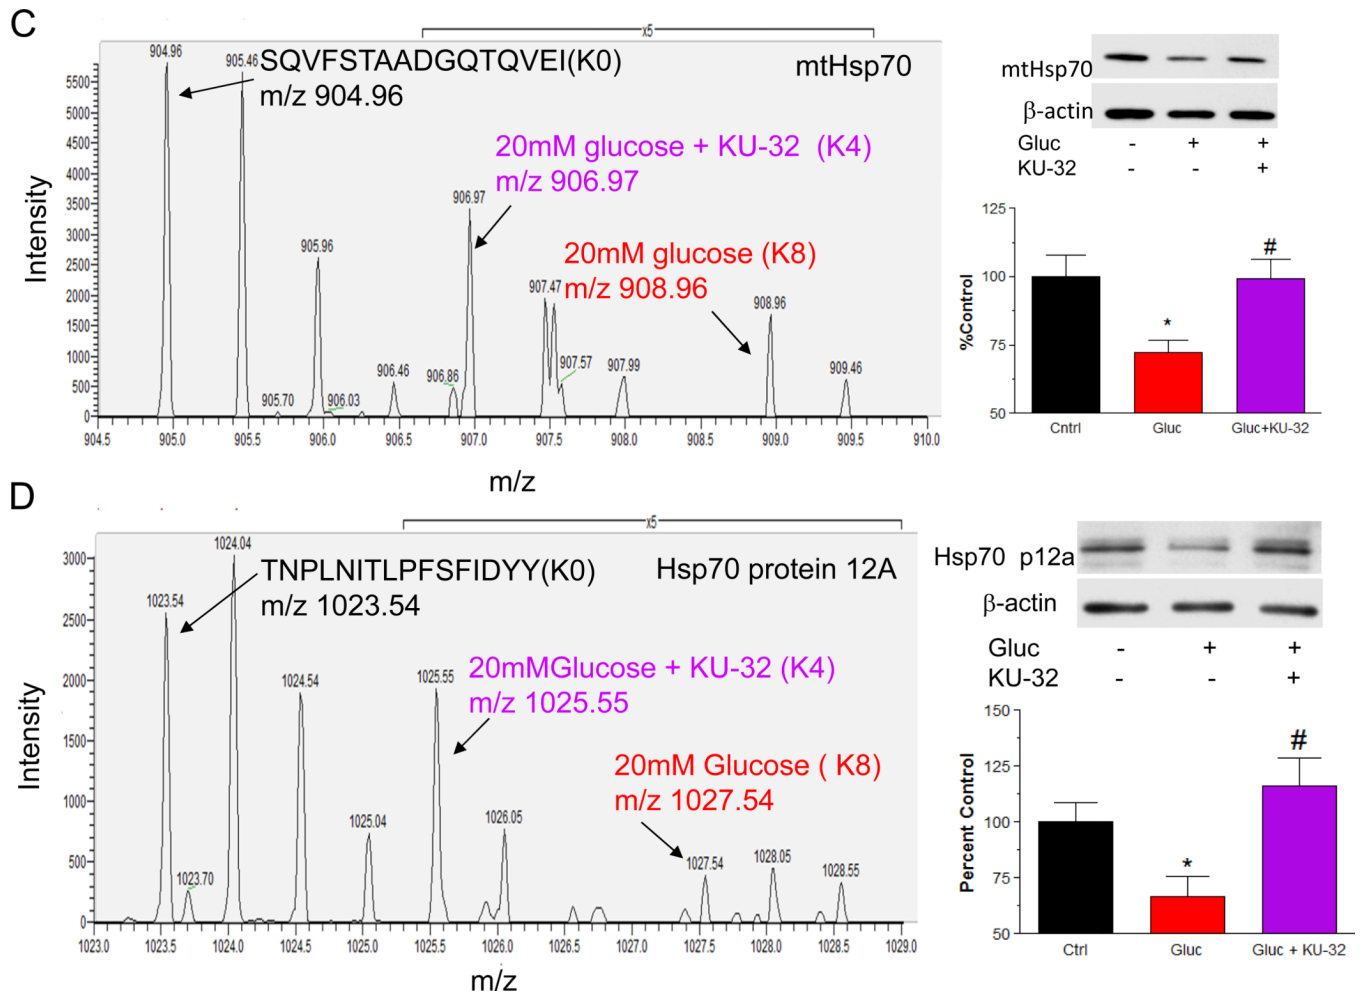 C
x5
904.96
SQVFSTAADGQTQVEI(K0)
m/z 904.96
mtHsp70
905.46
20mM glucose + KU-32 (K4)
m/z 906.97
906.97
20mM glucose (K8)
m/z 908.96
905.96
907.47
908.96
906.46
906.86
907.57
907.99
909.46
905.70
906.03
Intensity
5500
5000
4500
4000
3500
3000
2500
2000
1500
1000
500
0
904.5
905.0
905.5
906.0
906.5
907.0
907.5
908.0
908.5
909.0
909.5
910.0
m/z
mtHsp70
β-actin
Gluc - + +
KU-32 - - +
%Control
125
100
75
50
*
#
Cntrl
Gluc
Gluc+KU-32
D
x5
1024.04
TNPLNITLPFSFIDYY(K0)
m/z 1023.54
Hsp70 protein 12A
1023.54
20mMGlucose + KU-32 (K4)
m/z 1025.55
1024.54
1025.55
20mM Glucose ( K8)
m/z 1027.54
1025.04
1026.05
1023.70
1027.54
1028.05
1028.55
Intensity
3000
2500
2000
1500
1000
500
0
1023.0
1023.5
1024.0
1024.5
1025.0
1025.5
1026.0
1026.5
1027.0
1027.5
1028.0
1028.5
1029.0
m/z
Hsp70 p12a
β-actin
Gluc - + +
KU-32 - - +
Percent Control
150
125
100
75
50
*
#
Ctrl
Gluc
Gluc + KU-32